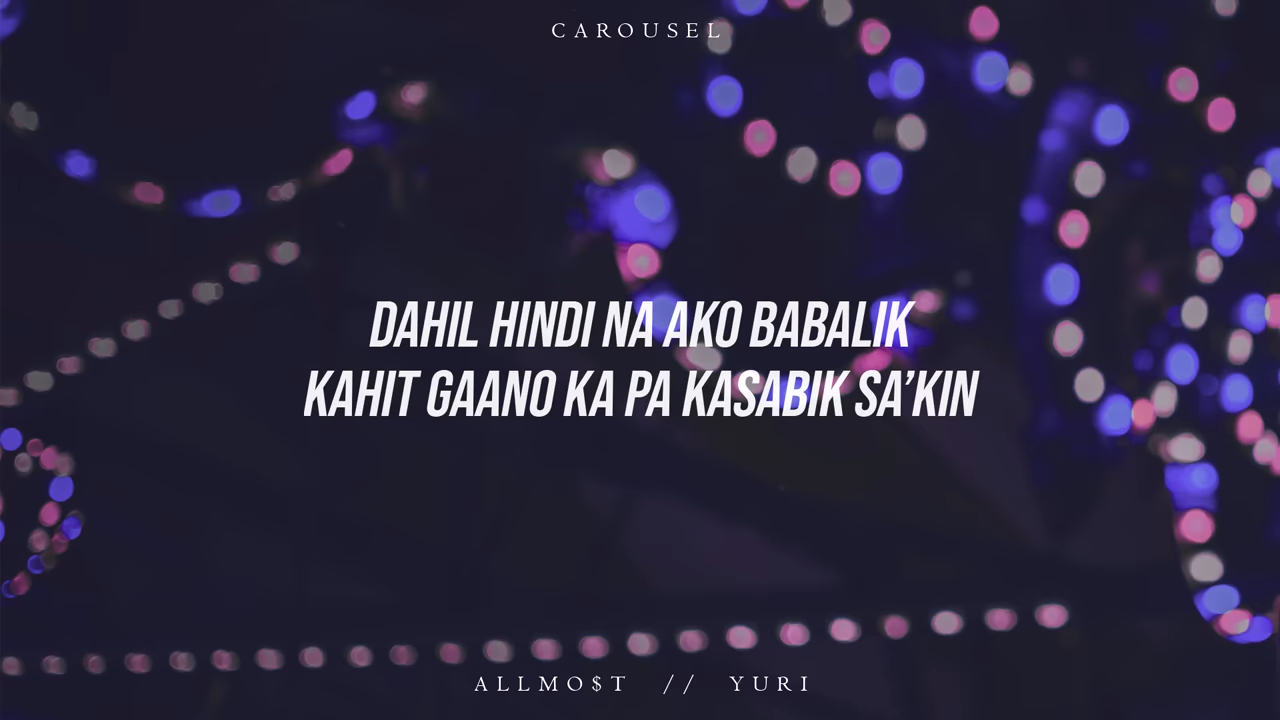 CAROUSEL
DAHIL HINDI NA AKO BABALIK
KAHIT GAANO KA PA KASABIK SA’KIN
ALLMO$T // YURI